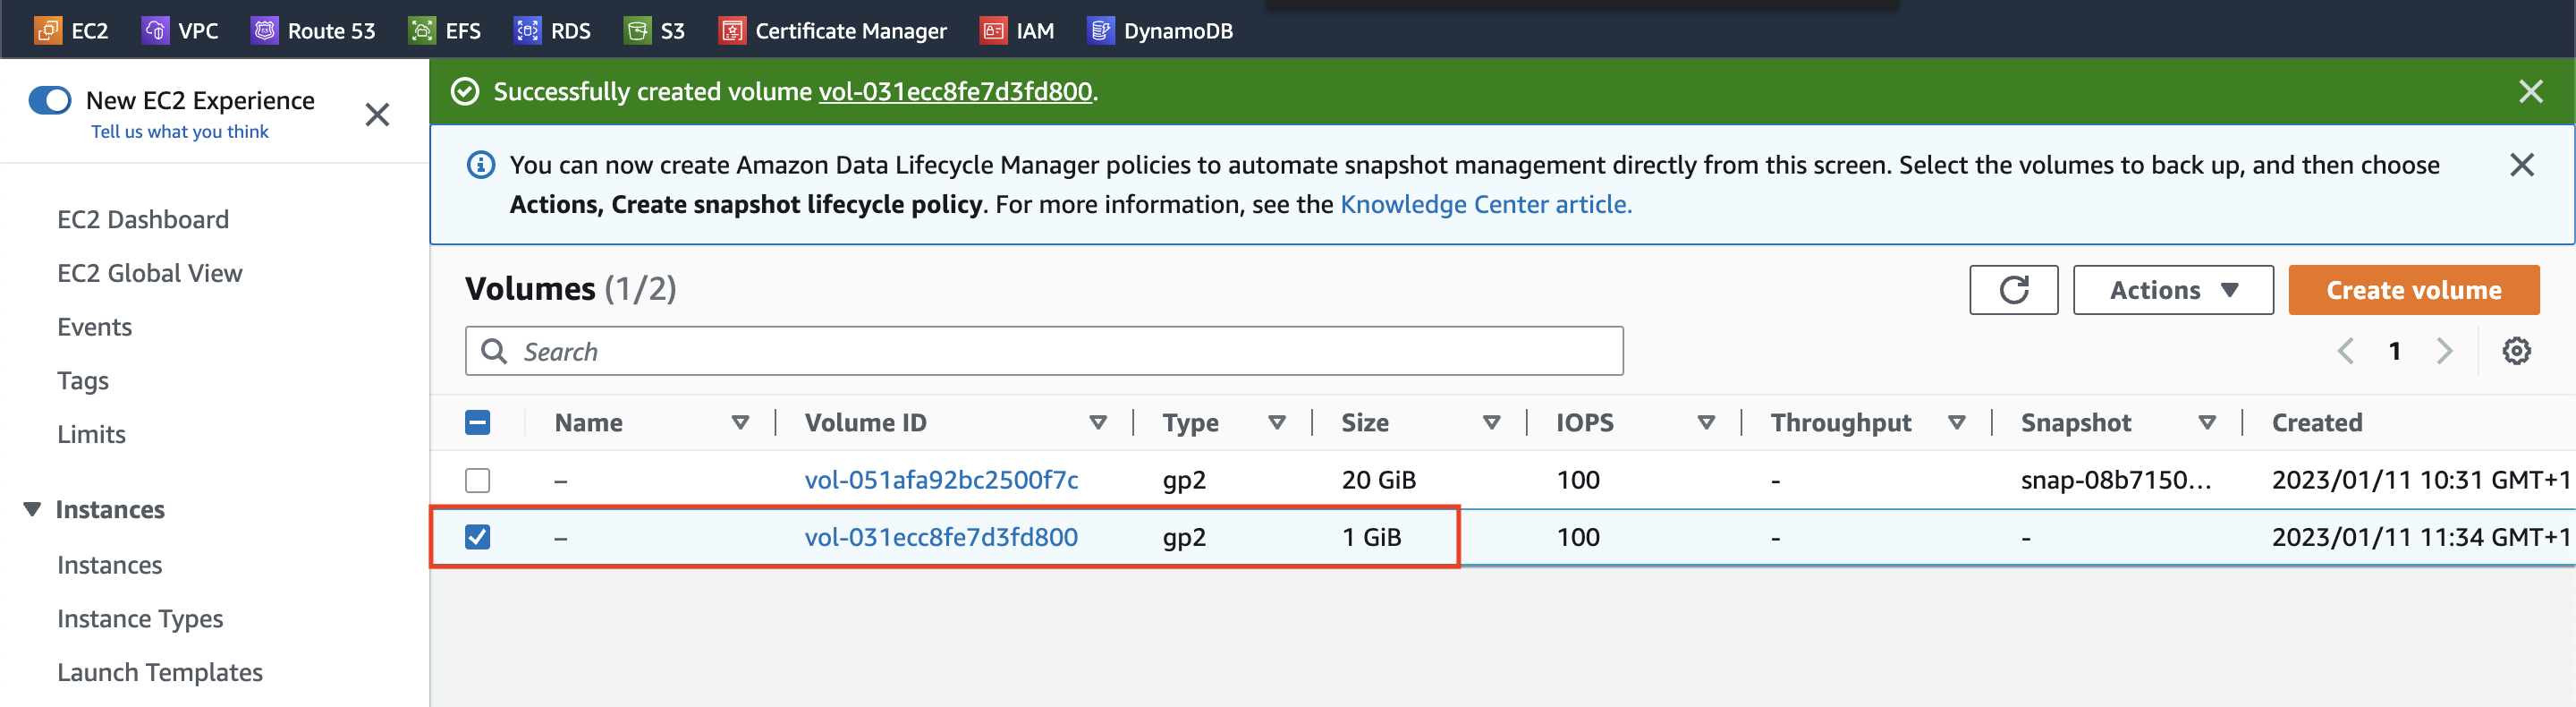 EC2 VPC Route 53 EFS RDS S3 Certificate Manager IAM DynamoDB
New EC2 Experience
Tell us what you think
EC2 Dashboard
EC2 Global View
Events
Tags
Limits
Instances
Instances
Instance Types
Launch Templates
Successfully created volume vol-031ecc8fe7d3fd800.
You can now create Amazon Data Lifecycle Manager policies to automate snapshot management directly from this screen. Select the volumes to back up, and then choose
Actions, Create snapshot lifecycle policy. For more information, see the Knowledge Center article.
Volumes (1/2)
Actions
Create volume
Search
1
Name Volume ID Type Size IOPS Throughput Snapshot Created
– vol-051afa92bc2500f7c gp2 20 GiB 100 - snap-08b7150... 2023/01/11 10:31 GMT+1
– vol-031ecc8fe7d3fd800 gp2 1 GiB 100 - - 2023/01/11 11:34 GMT+1